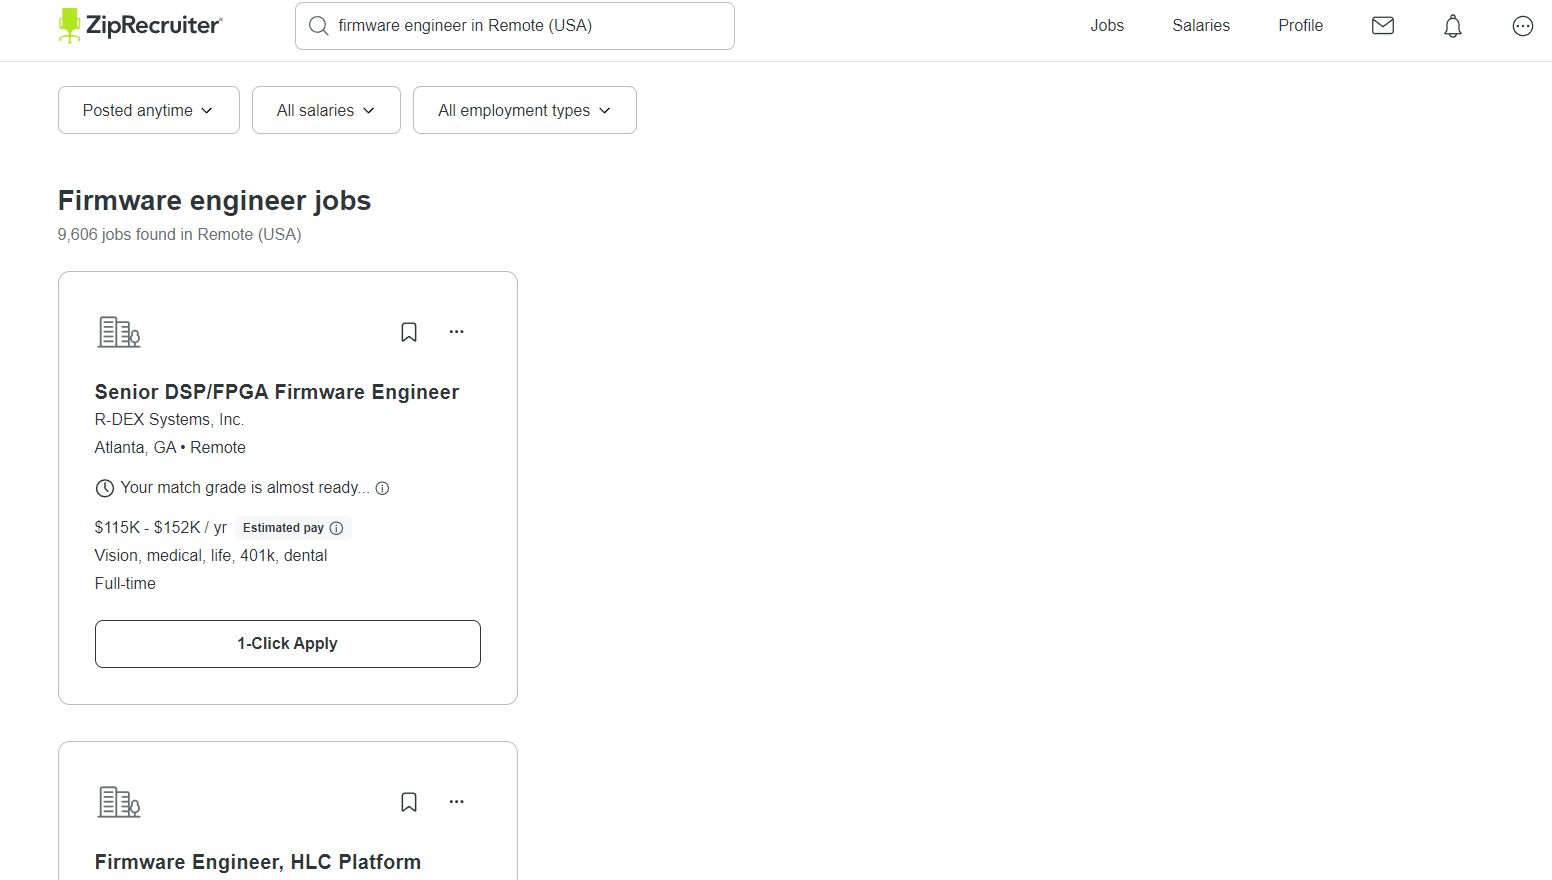 ZipRecruiter
firmware engineer in Remote (USA)
Jobs
Salaries
Profile
Posted anytime
All salaries
All employment types
Firmware engineer jobs
9,606 jobs found in Remote (USA)
Senior DSP/FPGA Firmware Engineer
R-DEX Systems, Inc.
Atlanta, GA • Remote
Your match grade is almost ready...
$115K - $152K / yr Estimated pay
Vision, medical, life, 401k, dental
Full-time
1-Click Apply
Firmware Engineer, HLC Platform